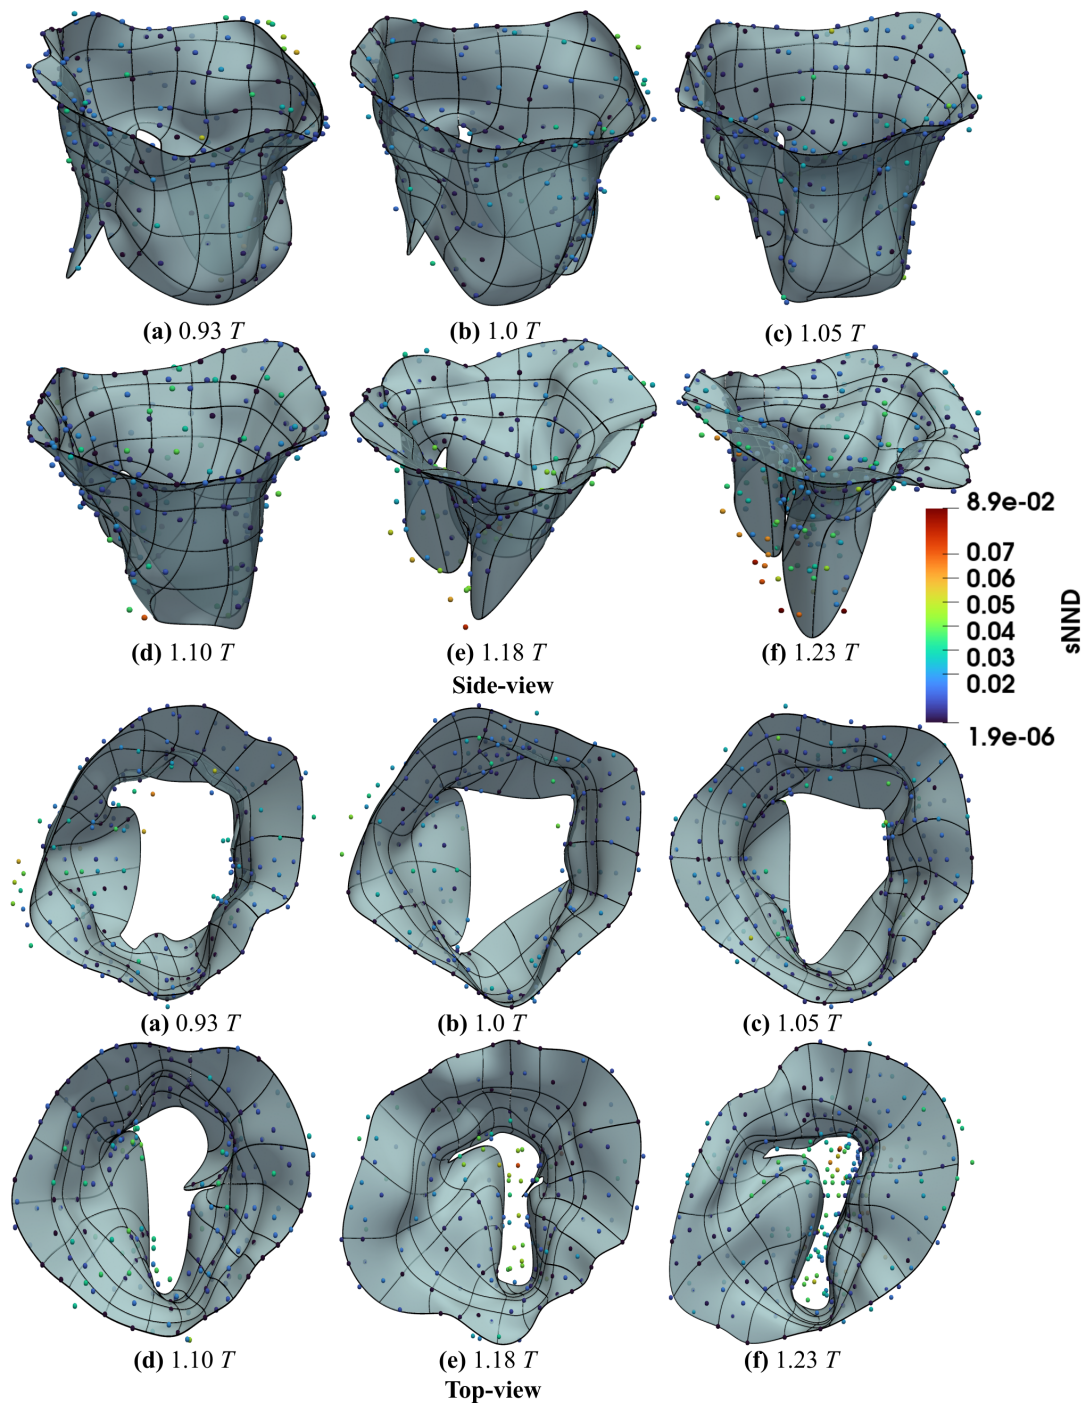 (a) 0.93 T
(b) 1.0 T
(c) 1.05 T
(d) 1.10 T
(e) 1.18 T
(f) 1.23 T
Side-view
8.9e-02
0.07
0.06
0.05
0.04
0.03
0.02
1.9e-06
sNND
(a) 0.93 T
(b) 1.0 T
(c) 1.05 T
(d) 1.10 T
(e) 1.18 T
(f) 1.23 T
Top-view